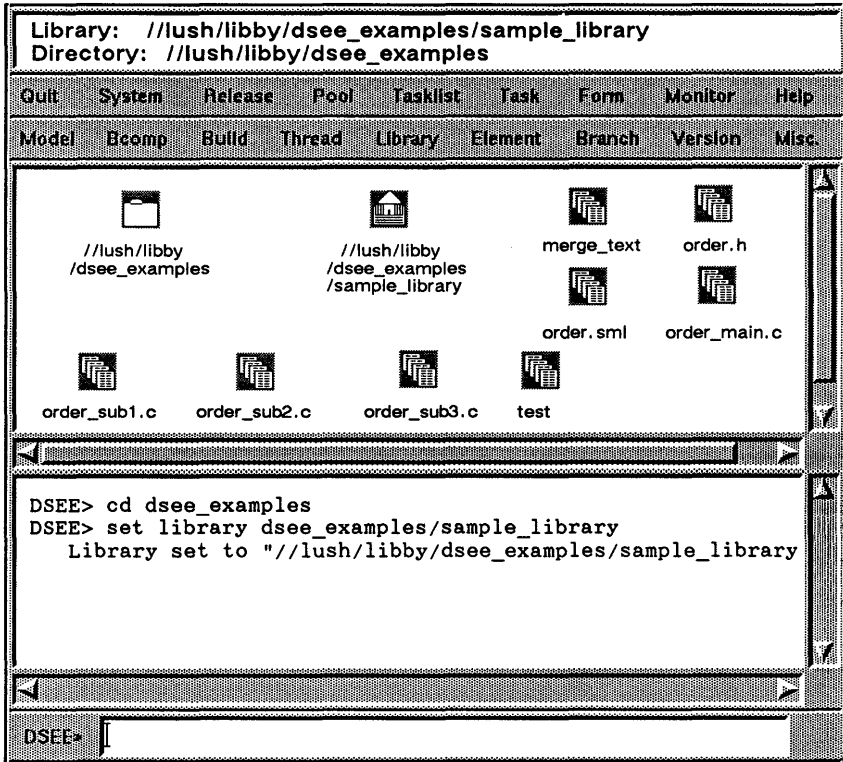 Library: //lush/libby/dsee_examples/sample_library
Directory: //lush/libby/dsee_examples
Quit System Release Pool Tasklist Task Form Monitor Help
Model Bcomp Build Thread Library Element Branch Version Misc.
//lush/libby
/dsee_examples
//lush/libby
/dsee_examples
/sample_library
merge_text order.h
order.sml order_main.c
order_sub1.c order_sub2.c order_sub3.c test
DSEE> cd dsee_examples
DSEE> set library dsee_examples/sample_library
Library set to "//lush/libby/dsee_examples/sample_library
DSEE>